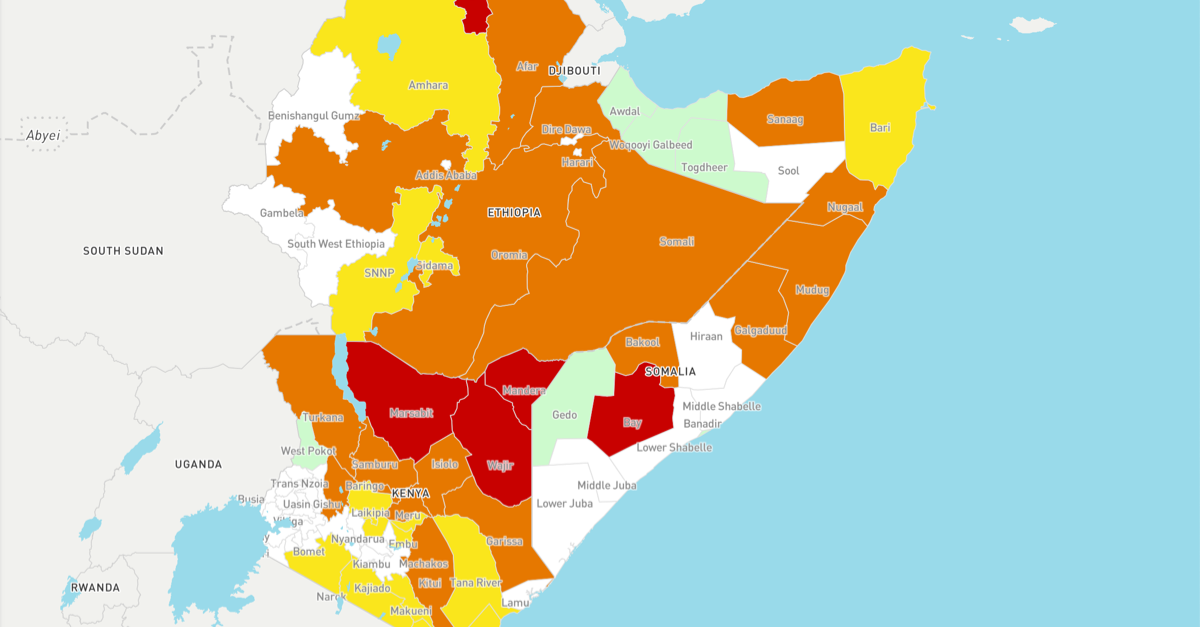 Afar
DJIBOUTI
Amhara
Benishangul Gumz
Awdal
Sanaag
Bari
Abyei
Dire Dawa
Woqooyi Galbeed
Harari
Togdheer
Sool
Addis Ababa
Gambela
ETHIOPIA
Nugaal
SOUTH SUDAN
South West Ethiopia
Somali
Oromia
Sidama
SNNP
Mudug
Galgaduud
Hiraan
Bakool
SOMALIA
Mandera
Marsabit
Gedo
Middle Shabelle
Turkana
Bay
Banadir
West Pokot
Lower Shabelle
UGANDA
Samburu
Isiolo
Wajir
Trans Nzoia
Baringo
KENYA
Middle Juba
Busia
Uasin Gishu
Lower Juba
Laikipia
Meru
Nyandarua
Embu
Garissa
Bomet
Kiambu
Machakos
RWANDA
Kitui
Tana River
Kajiado
Narok
Lamu
Makueni